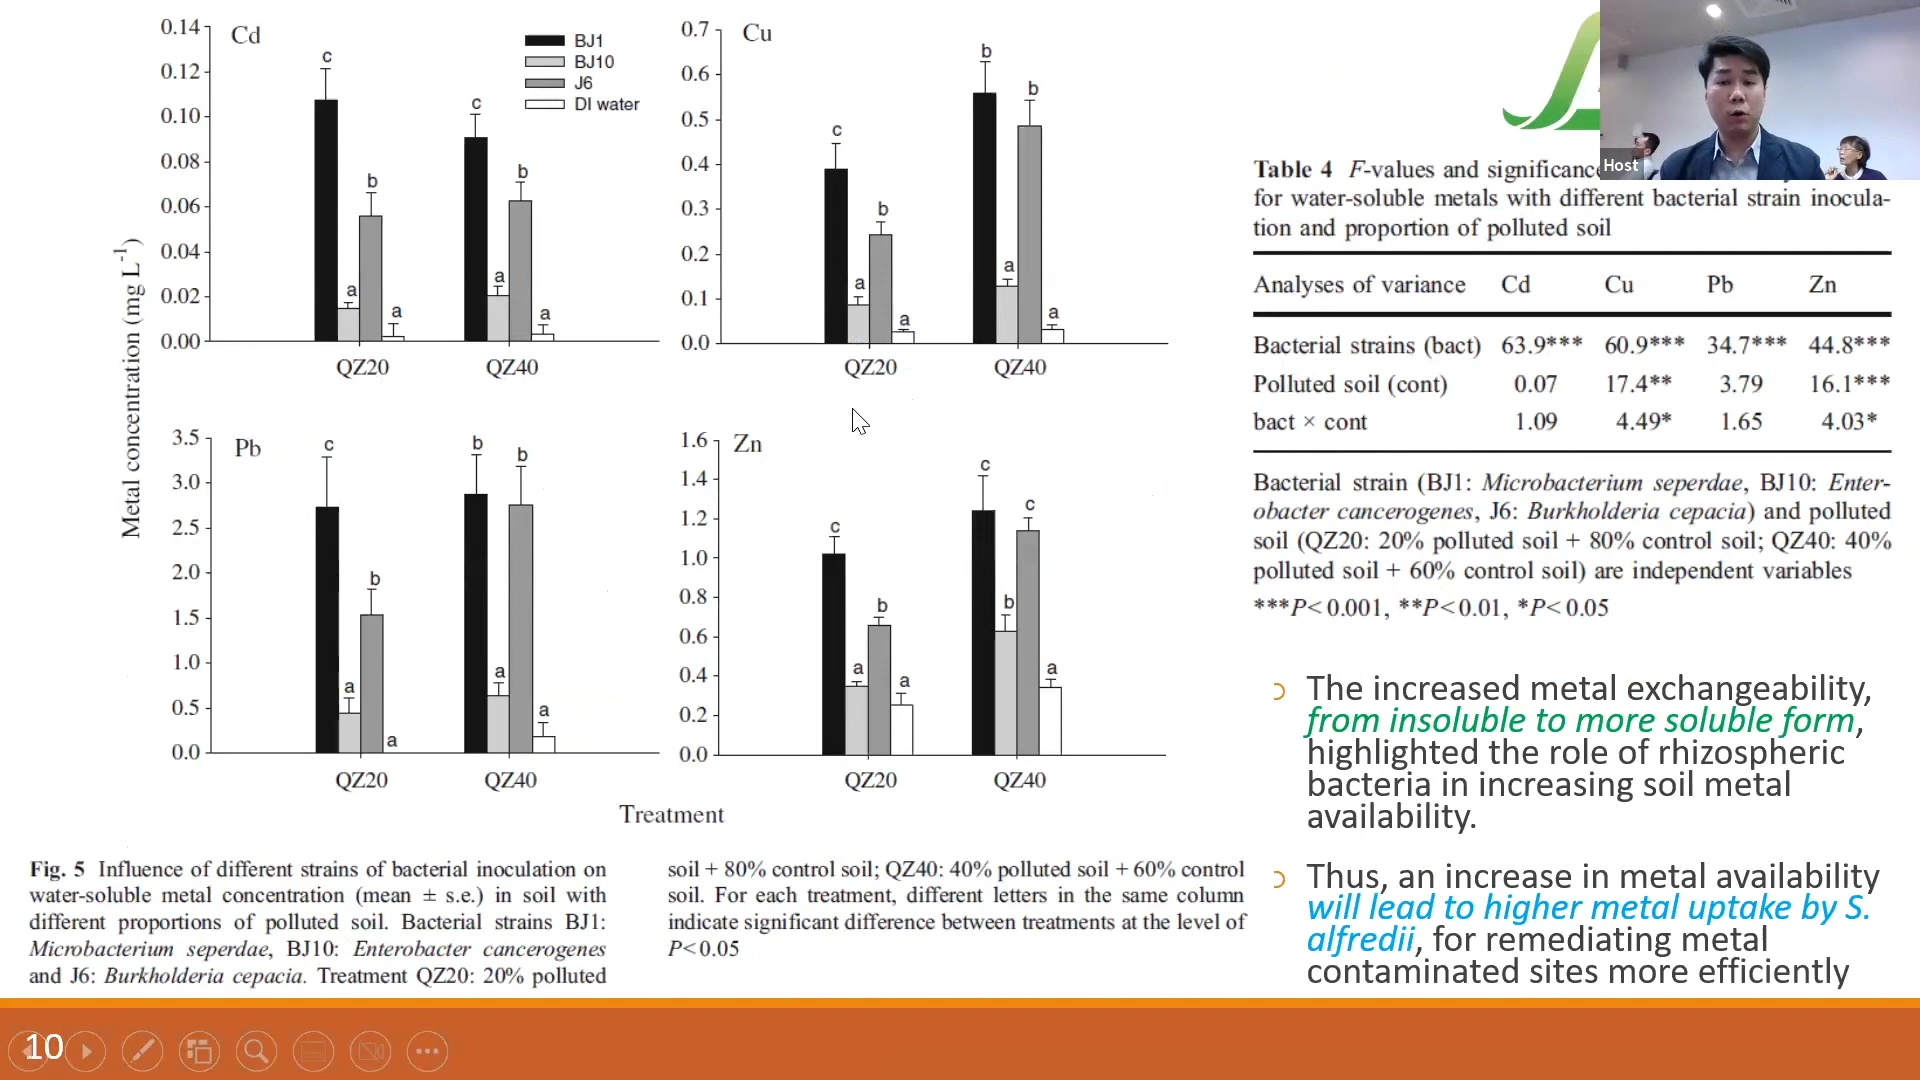 Cd
0.14
0.12
0.10
0.08
0.06
0.04
0.02
0.00
BJ1
BJ10
J6
DI water
c
b
a
a
c
b
a
a
QZ20
QZ40
Cu
0.7
0.6
0.5
0.4
0.3
0.2
0.1
0.0
c
a
b
a
b
a
b
a
QZ20
QZ40
Metal concentration (mg L-1)
Pb
3.5
3.0
2.5
2.0
1.5
1.0
0.5
0.0
c
a
b
a
b
a
b
a
QZ20
QZ40
Zn
1.6
1.4
1.2
1.0
0.8
0.6
0.4
0.2
0.0
c
a
b
a
c
b
c
a
QZ20
QZ40
Treatment
Fig. 5 Influence of different strains of bacterial inoculation on
water-soluble metal concentration (mean ± s.e.) in soil with
different proportions of polluted soil. Bacterial strains BJ1:
Microbacterium seperdae, BJ10: Enterobacter cancerogenes
and J6: Burkholderia cepacia. Treatment QZ20: 20% polluted
soil + 80% control soil; QZ40: 40% polluted soil + 60% control
soil. For each treatment, different letters in the same column
indicate significant difference between treatments at the level of
P<0.05
Host
Table 4 F-values and significance
for water-soluble metals with different bacterial strain inocula-
tion and proportion of polluted soil
Analyses of variance Cd Cu Pb Zn
Bacterial strains (bact) 63.9*** 60.9*** 34.7*** 44.8***
Polluted soil (cont) 0.07 17.4** 3.79 16.1***
bact × cont 1.09 4.49* 1.65 4.03*
Bacterial strain (BJ1: Microbacterium seperdae, BJ10: Enter-
obacter cancerogenes, J6: Burkholderia cepacia) and polluted
soil (QZ20: 20% polluted soil + 80% control soil; QZ40: 40%
polluted soil + 60% control soil) are independent variables
***P<0.001, **P<0.01, *P<0.05
The increased metal exchangeability,
from insoluble to more soluble form,
highlighted the role of rhizospheric
bacteria in increasing soil metal
availability.
Thus, an increase in metal availability
will lead to higher metal uptake by S.
alfredii, for remediating metal
contaminated sites more efficiently
10